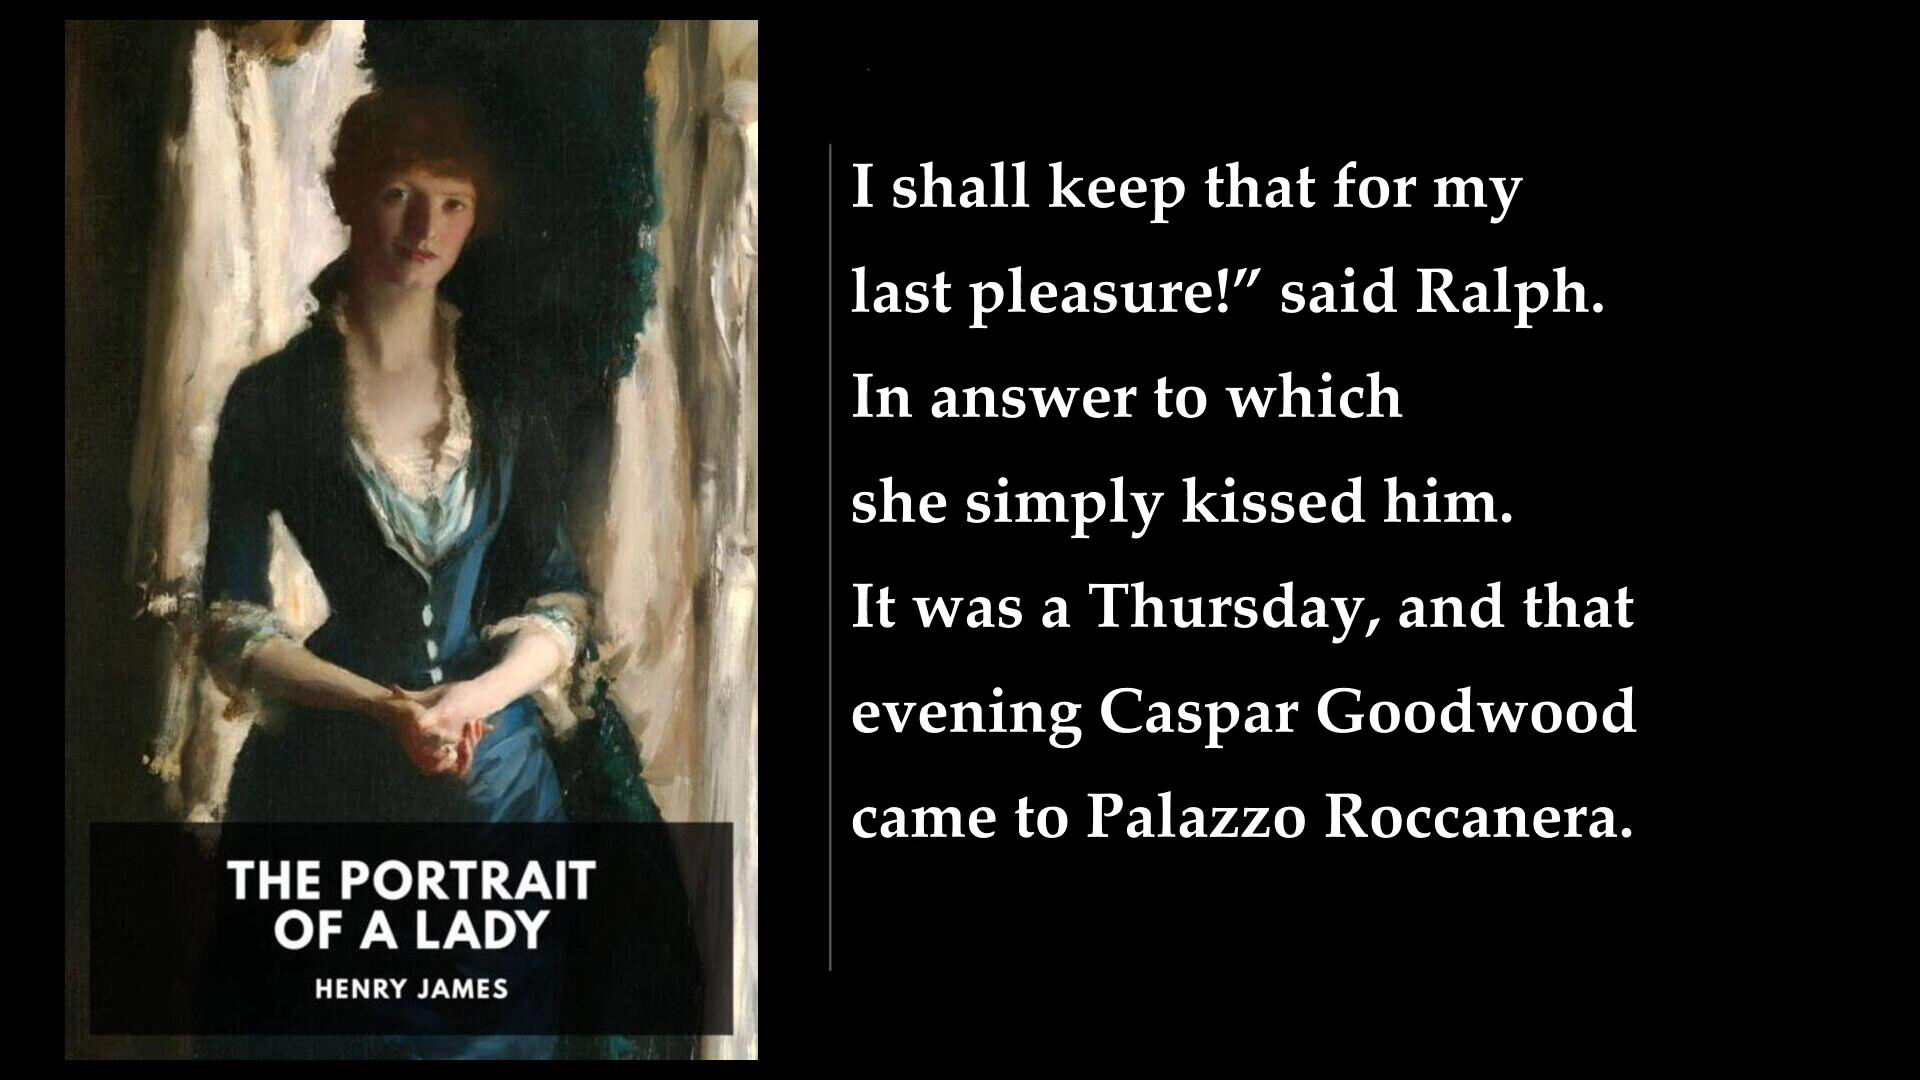 I shall keep that for my
last pleasure!” said Ralph.
In answer to which
she simply kissed him.
It was a Thursday, and that
evening Caspar Goodwood
came to Palazzo Roccanera.
THE PORTRAIT
OF A LADY
HENRY JAMES